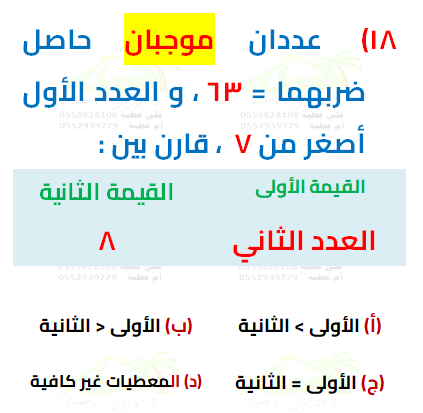 ١٨) عددان موجبان حاصل
ضربهما = ٦٣ ، و العدد الأول
أصغر من ٧ ، قارن بين :
القيمة الأولى القيمة الثانية
العدد الثاني ٨
(أ) الأولى > الثانية (ب) الأولى < الثانية
(ج) الأولى = الثانية (د) المعطيات غير كافية